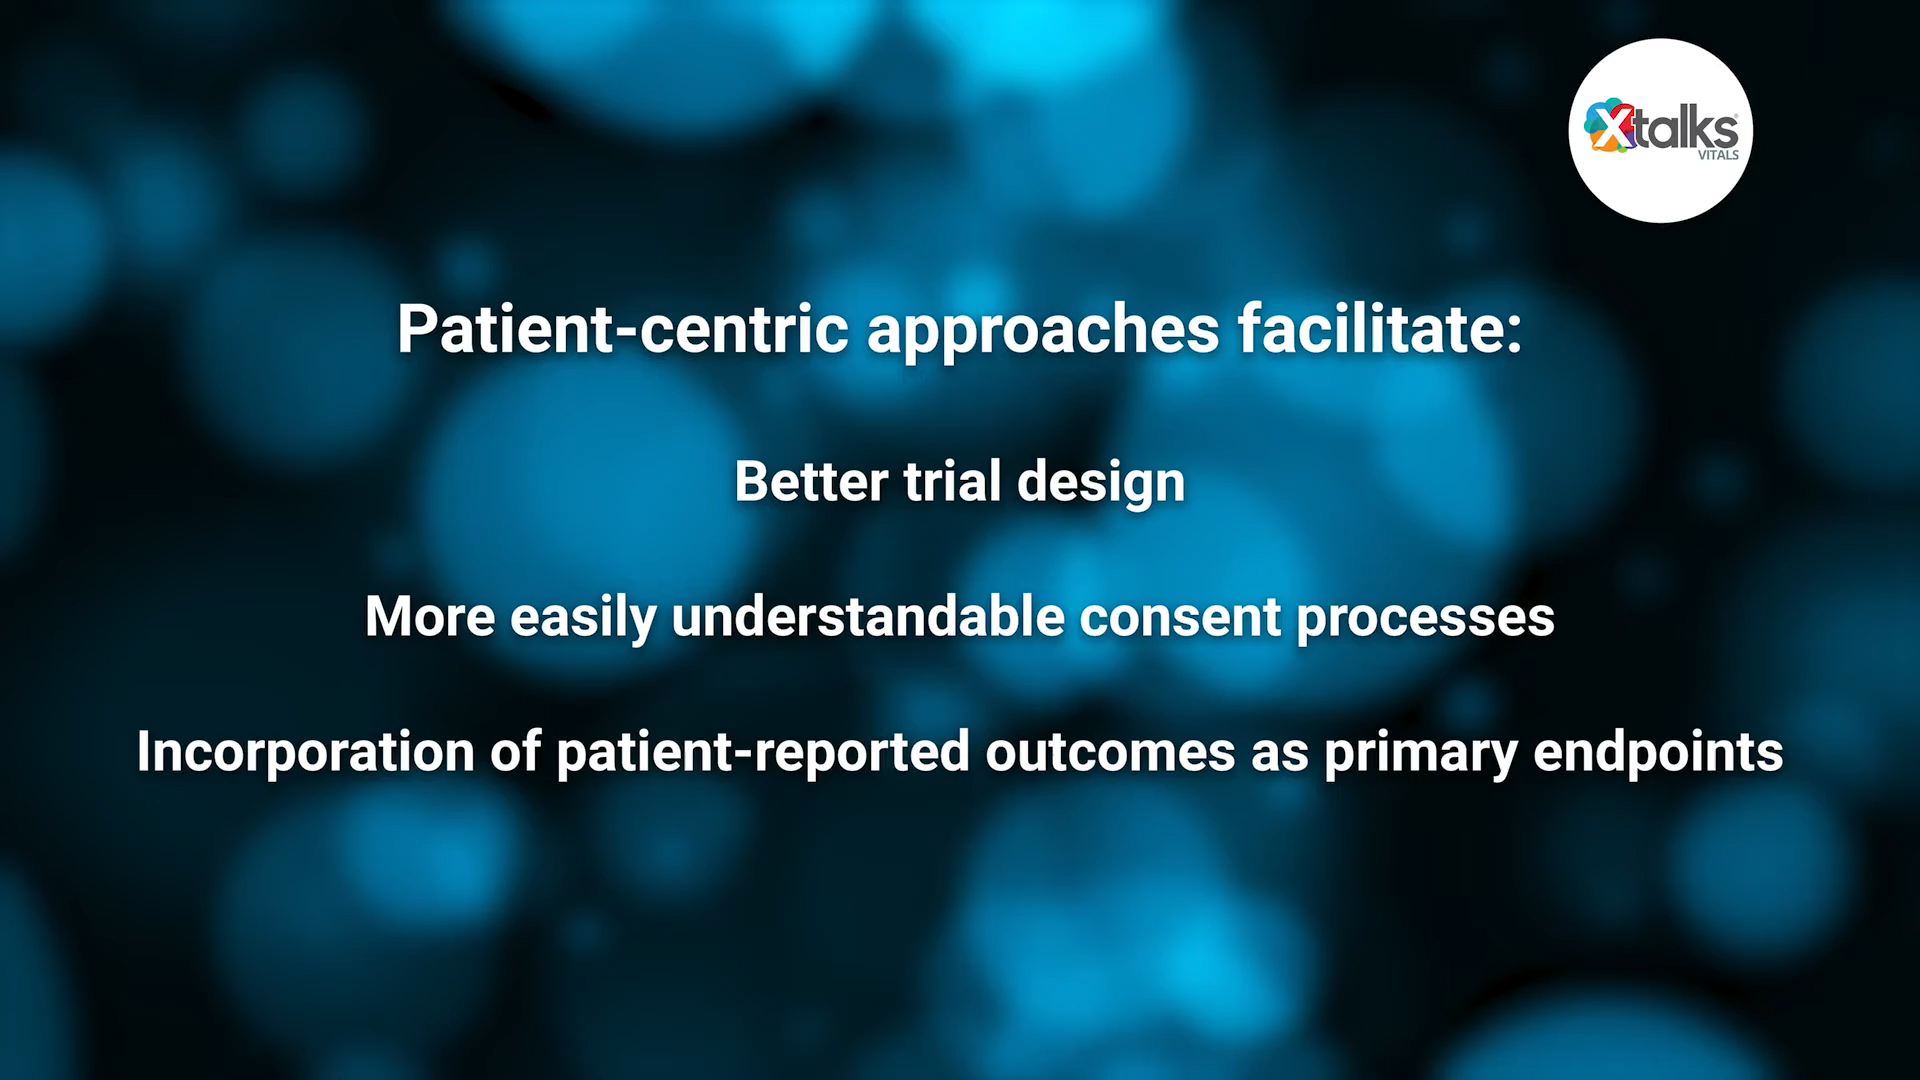 Xtalks
VITALS
Patient-centric approaches facilitate:
Better trial design
More easily understandable consent processes
Incorporation of patient-reported outcomes as primary endpoints